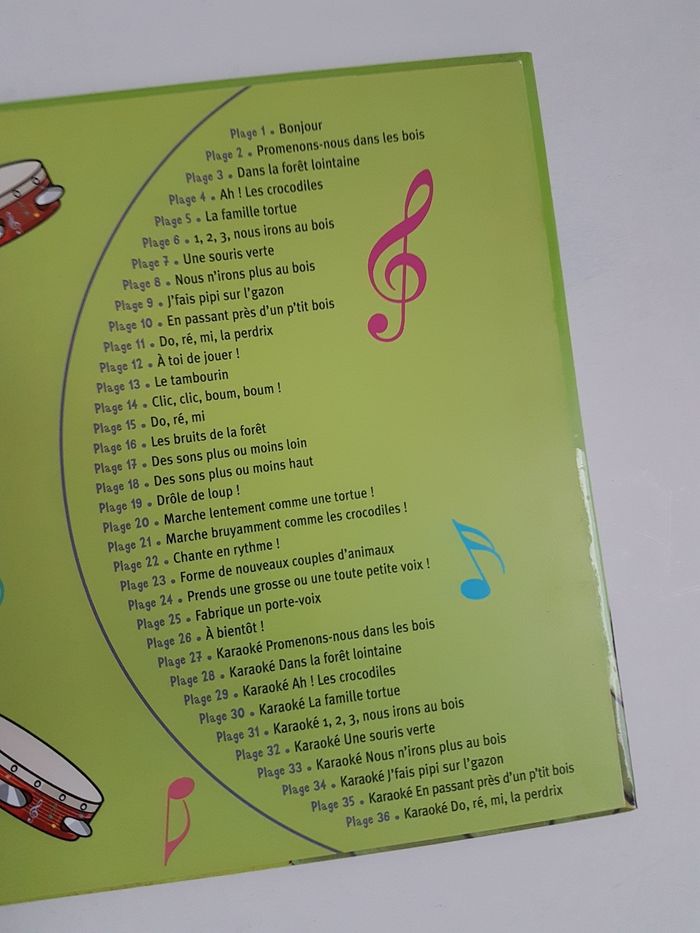 Plage 1 • Bonjour
Plage 2 • Promenons-nous dans les bois
Plage 3 • Dans la forêt lointaine
Plage 4 • Ah ! Les crocodiles
Plage 5 • La famille tortue
Plage 6 • 1, 2, 3, nous irons au bois
Plage 7 • Une souris verte
Plage 8 • Nous n'irons plus au bois
Plage 9 • J'fais pipi sur l'gazon
Plage 10 • En passant près d'un p'tit bois
Plage 11 • Do, ré, mi, la perdrix
Plage 12 • À toi de jouer !
Plage 13 • Le tambourin
Plage 14 • Clic, clic, boum, boum !
Plage 15 • Do, ré, mi
Plage 16 • Les bruits de la forêt
Plage 17 • Des sons plus ou moins loin
Plage 18 • Des sons plus ou moins haut
Plage 19 • Drôle de loup !
Plage 20 • Marche lentement comme une tortue !
Plage 21 • Marche bruyamment comme les crocodiles !
Plage 22 • Chante en rythme !
Plage 23 • Forme de nouveaux couples d'animaux
Plage 24 • Prends une grosse ou une toute petite voix !
Plage 25 • Fabrique un porte-voix
Plage 26 • À bientôt !
Plage 27 • Karaoké Promenons-nous dans les bois
Plage 28 • Karaoké Dans la forêt lointaine
Plage 29 • Karaoké Ah ! Les crocodiles
Plage 30 • Karaoké La famille tortue
Plage 31 • Karaoké 1, 2, 3, nous irons au bois
Plage 32 • Karaoké Une souris verte
Plage 33 • Karaoké Nous n'irons plus au bois
Plage 34 • Karaoké J'fais pipi sur l'gazon
Plage 35 • Karaoké En passant près d'un p'tit bois
Plage 36 • Karaoké Do, ré, mi, la perdrix